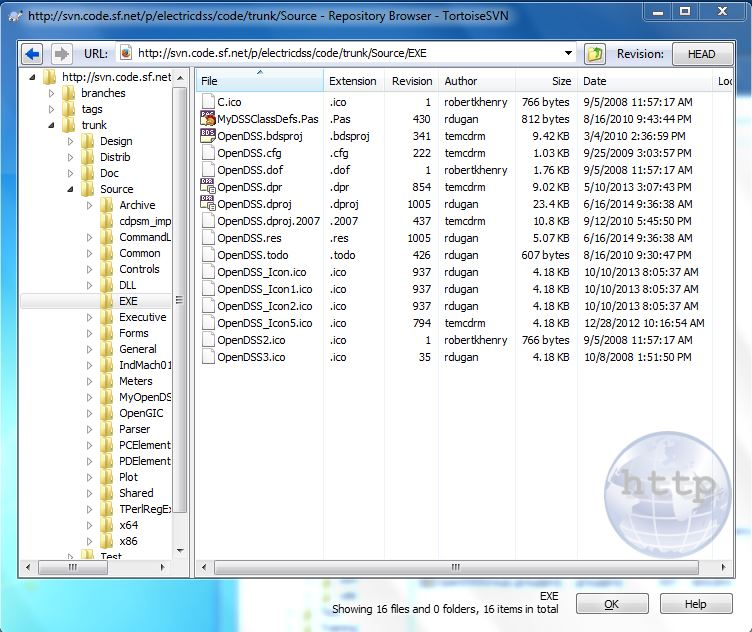 http://svn.code.sf.net/p/electricdss/code/trunk/Source - Repository Browser - TortoiseSVN
URL: http://svn.code.sf.net/p/electricdss/code/trunk/Source/EXE Revision: HEAD
http://svn.code.sf.net
branches
tags
trunk
Design
Distrib
Doc
Source
Archive
cdpsm_imp
CommandL
Common
Controls
DLL
EXE
Executive
Forms
General
IndMach01
Meters
MyOpenDS
OpenGIC
Parser
PCElement
PDElement
Plot
Shared
TPerlRegEx
x64
x86
Test
File Extension Revision Author Size Date Loc
C.ico .ico 1 robertkhenry 766 bytes 9/5/2008 11:57:17 AM
MyDSSClassDefs.Pas .Pas 430 rdugan 812 bytes 8/16/2010 9:43:44 PM
OpenDSS.bdsproj .bdsproj 341 temcdrm 9.42 KB 3/4/2010 2:36:59 PM
OpenDSS.cfg .cfg 222 temcdrm 1.03 KB 9/25/2009 3:03:57 PM
OpenDSS.dof .dof 1 robertkhenry 1.76 KB 9/5/2008 11:57:17 AM
OpenDSS.dpr .dpr 854 temcdrm 9.02 KB 5/10/2013 3:07:43 PM
OpenDSS.dproj .dproj 1005 rdugan 23.4 KB 6/16/2014 9:36:38 AM
OpenDSS.dproj.2007 .2007 437 temcdrm 10.8 KB 9/12/2010 5:45:50 PM
OpenDSS.res .res 1005 rdugan 5.07 KB 6/16/2014 9:36:38 AM
OpenDSS.todo .todo 426 rdugan 607 bytes 8/16/2010 9:30:47 PM
OpenDSS_Icon.ico .ico 937 rdugan 4.18 KB 10/10/2013 8:05:37 AM
OpenDSS_Icon1.ico .ico 937 rdugan 4.18 KB 10/10/2013 8:05:37 AM
OpenDSS_Icon2.ico .ico 937 rdugan 4.18 KB 10/10/2013 8:05:37 AM
OpenDSS_Icon5.ico .ico 794 temcdrm 4.18 KB 12/28/2012 10:16:54 AM
OpenDSS2.ico .ico 1 robertkhenry 766 bytes 9/5/2008 11:57:17 AM
OpenDSS3.ico .ico 35 rdugan 4.18 KB 10/8/2008 1:51:50 PM
http
EXE
Showing 16 files and 0 folders, 16 items in total
OK
Help